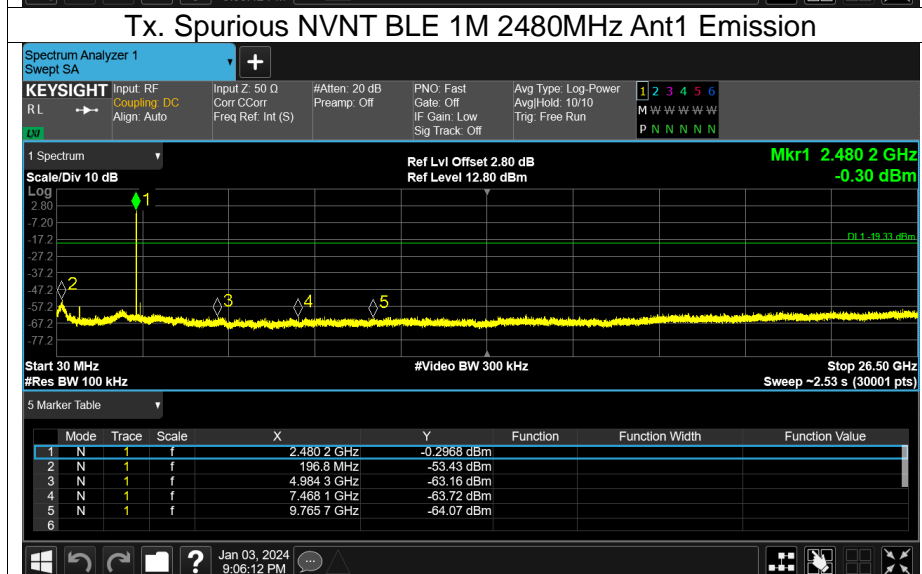 Tx. Spurious NVNT BLE 1M 2480MHz Ant1 Emission
Spectrum Analyzer 1
Swept SA
+
KEYSIGHT Input: RF Input Z: 50 Ω #Atten: 20 dB PNO: Fast Avg Type: Log-Power 1 2 3 4 5 6
R L Coupling: DC Corr CCorr Preamp: Off Gate: Off Avg|Hold: 10/10 M W W W W W
Align: Auto Freq Ref: Int (S) IF Gain: Low Trig: Free Run
LXI Sig Track: Off P N N N N N
1 Spectrum Ref Lvl Offset 2.80 dB Mkr1 2.480 2 GHz
Scale/Div 10 dB Ref Level 12.80 dBm -0.30 dBm
Log
1
2.80
-7.20
-17.2 DL1 -19.33 dBm
-27.2
-37.2
-47.2 2
-57.2 3 4 5
-67.2
-77.2
Start 30 MHz #Video BW 300 kHz Stop 26.50 GHz
#Res BW 100 kHz Sweep ~2.53 s (30001 pts)
5 Marker Table
Mode Trace Scale X Y Function Function Width Function Value
1 N 1 f 2.480 2 GHz -0.2968 dBm
2 N 1 f 196.8 MHz -53.43 dBm
3 N 1 f 4.984 3 GHz -63.16 dBm
4 N 1 f 7.468 1 GHz -63.72 dBm
5 N 1 f 9.765 7 GHz -64.07 dBm
6
? Jan 03, 2024
9:06:12 PM